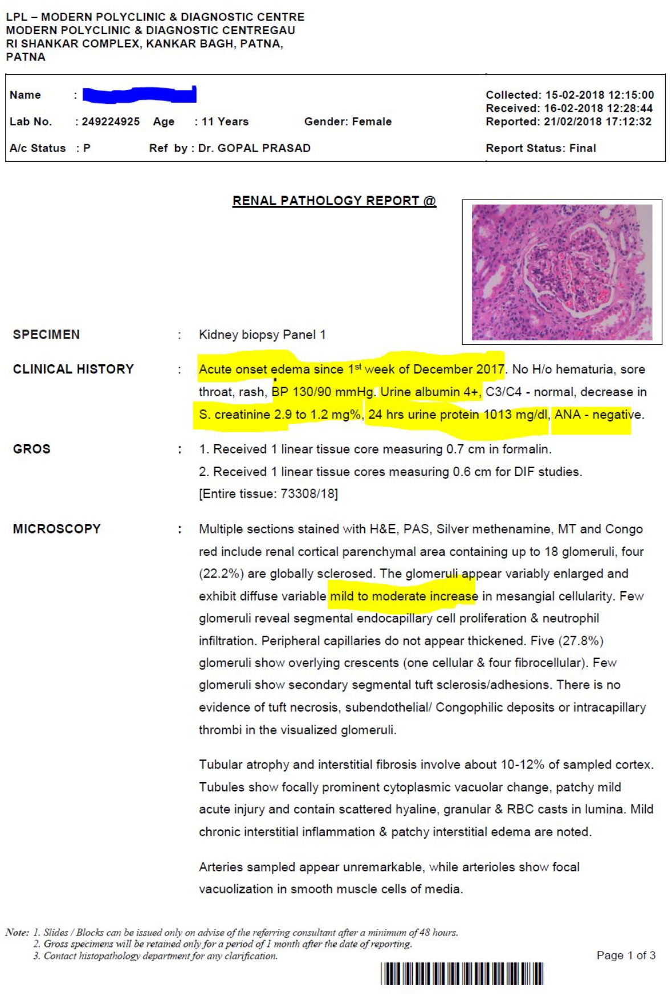 LPL – MODERN POLYCLINIC & DIAGNOSTIC CENTRE
MODERN POLYCLINIC & DIAGNOSTIC CENTREGAU
RI SHANKAR COMPLEX, KANKAR BAGH, PATNA,
PATNA
Name :
Collected: 15-02-2018 12:15:00
Received: 16-02-2018 12:28:44
Lab No. : 249224925 Age : 11 Years Gender: Female Reported: 21/02/2018 17:12:32
A/c Status : P Ref by : Dr. GOPAL PRASAD Report Status: Final
RENAL PATHOLOGY REPORT @
SPECIMEN : Kidney biopsy Panel 1
CLINICAL HISTORY : Acute onset edema since 1st week of December 2017. No H/o hematuria, sore
throat, rash, BP 130/90 mmHg. Urine albumin 4+, C3/C4 - normal, decrease in
S. creatinine 2.9 to 1.2 mg%, 24 hrs urine protein 1013 mg/dl, ANA - negative.
GROS : 1. Received 1 linear tissue core measuring 0.7 cm in formalin.
2. Received 1 linear tissue cores measuring 0.6 cm for DIF studies.
[Entire tissue: 73308/18]
MICROSCOPY : Multiple sections stained with H&E, PAS, Silver methenamine, MT and Congo
red include renal cortical parenchymal area containing up to 18 glomeruli, four
(22.2%) are globally sclerosed. The glomeruli appear variably enlarged and
exhibit diffuse variable mild to moderate increase in mesangial cellularity. Few
glomeruli reveal segmental endocapillary cell proliferation & neutrophil
infiltration. Peripheral capillaries do not appear thickened. Five (27.8%)
glomeruli show overlying crescents (one cellular & four fibrocellular). Few
glomeruli show secondary segmental tuft sclerosis/adhesions. There is no
evidence of tuft necrosis, subendothelial/ Congophilic deposits or intracapillary
thrombi in the visualized glomeruli.
Tubular atrophy and interstitial fibrosis involve about 10-12% of sampled cortex.
Tubules show focally prominent cytoplasmic vacuolar change, patchy mild
acute injury and contain scattered hyaline, granular & RBC casts in lumina. Mild
chronic interstitial inflammation & patchy interstitial edema are noted.
Arteries sampled appear unremarkable, while arterioles show focal
vacuolization in smooth muscle cells of media.
Note: 1. Slides / Blocks can be issued only on advise of the referring consultant after a minimum of 48 hours.
2. Gross specimens will be retained only for a period of 1 month after the date of reporting.
3. Contact histopathology department for any clarification.
Page 1 of 3